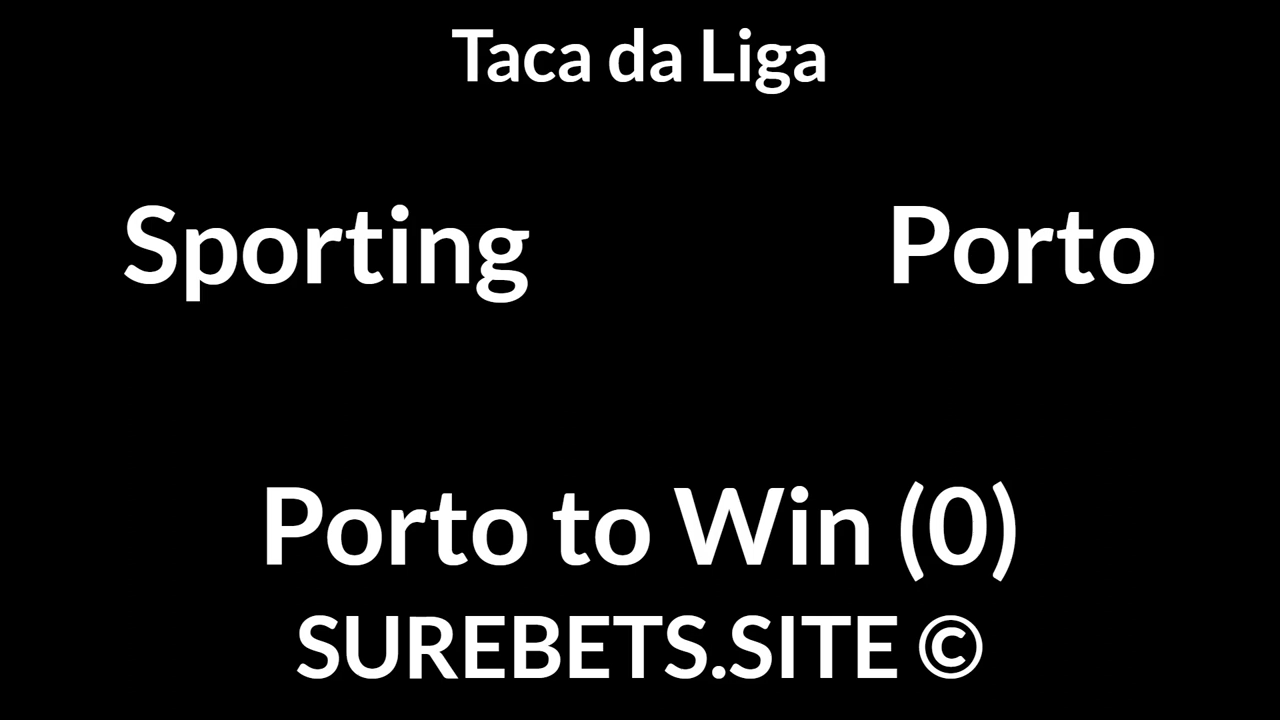 Taca da Liga
Sporting Porto
Porto to Win (0)
SUREBETS.SITE ©